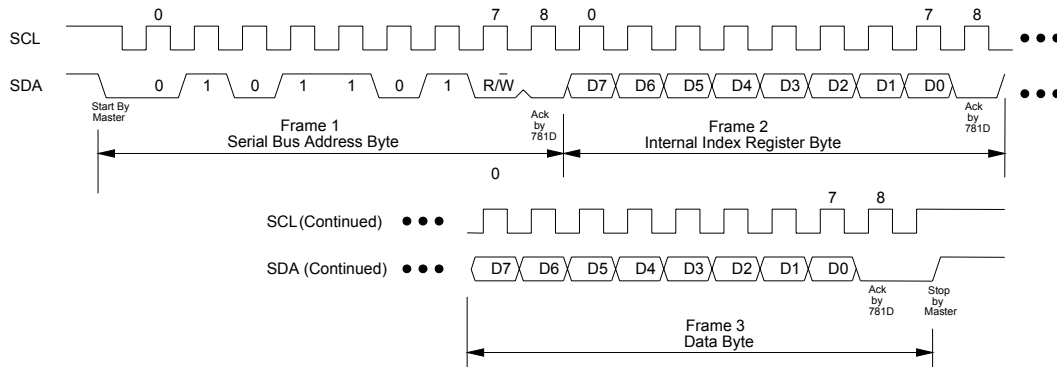 0 7 8 0 7 8
SCL
SDA 0 1 0 1 1 0 1 R/W̅ D7 D6 D5 D4 D3 D2 D1 D0
Start By
Master
Ack
by
781D
Ack
by
781D
Frame 1
Serial Bus Address Byte
Frame 2
Internal Index Register Byte
0 7 8
SCL (Continued)
SDA (Continued) D7 D6 D5 D4 D3 D2 D1 D0
Ack
by
781D
Stop
by
Master
Frame 3
Data Byte